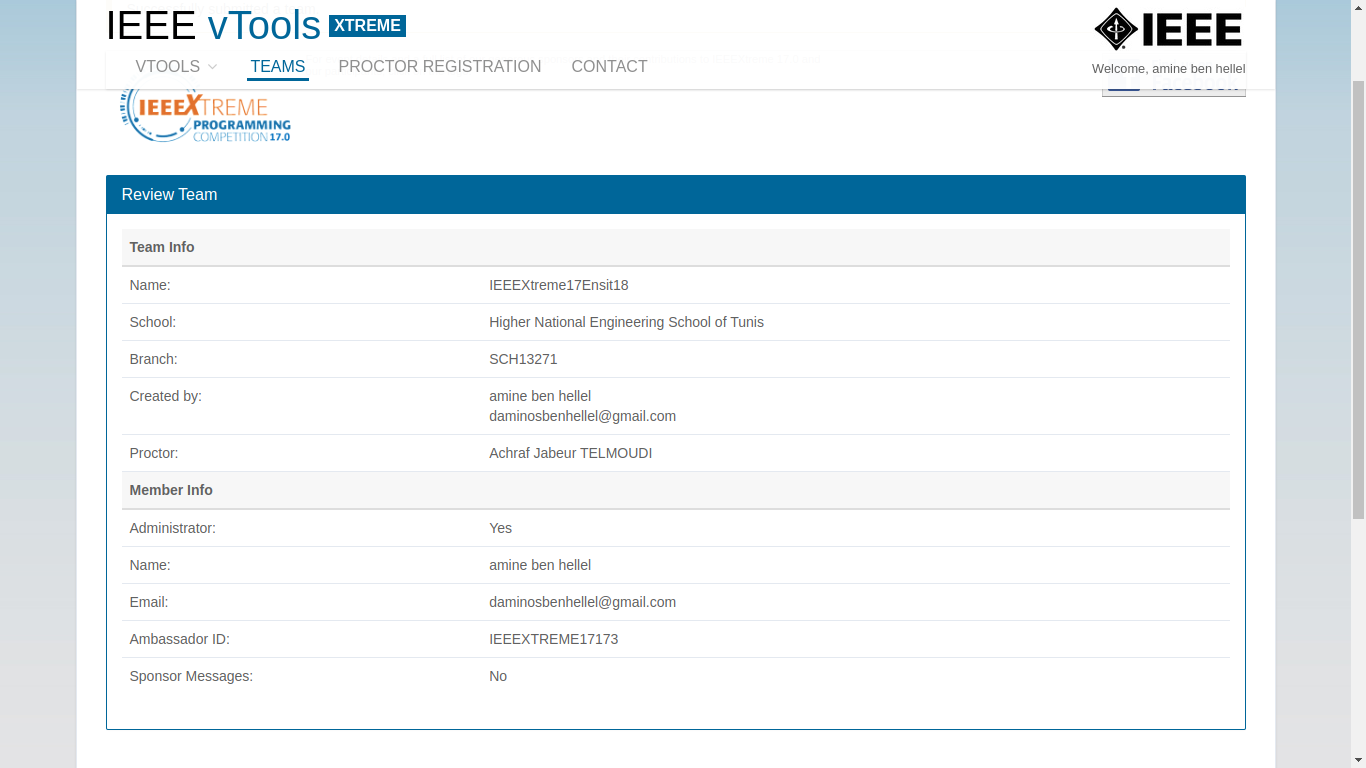 IEEE vTools XTREME
IEEE
VTOOLS TEAMS PROCTOR REGISTRATION CONTACT
Welcome, amine ben hellel
IEEEXTREME
PROGRAMMING
COMPETITION 17.0
Review Team
Team Info
Name: IEEEXtreme17Ensit18
School: Higher National Engineering School of Tunis
Branch: SCH13271
Created by: amine ben hellel
daminosbenhellel@gmail.com
Proctor: Achraf Jabeur TELMOUDI
Member Info
Administrator: Yes
Name: amine ben hellel
Email: daminosbenhellel@gmail.com
Ambassador ID: IEEEXTREME17173
Sponsor Messages: No